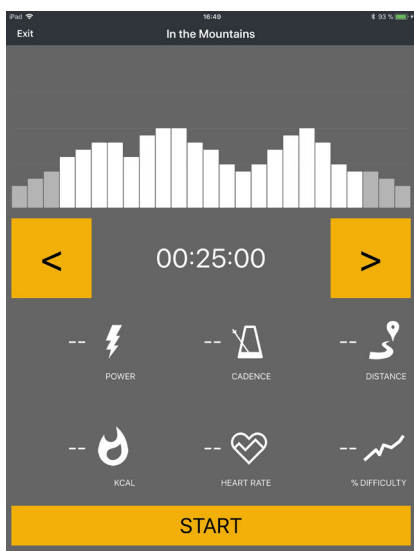 iPad 16:49 93 %
Exit In the Mountains
< 00:25:00 >
-- -- --
POWER CADENCE DISTANCE
-- -- --
KCAL HEART RATE % DIFFICULTY
START